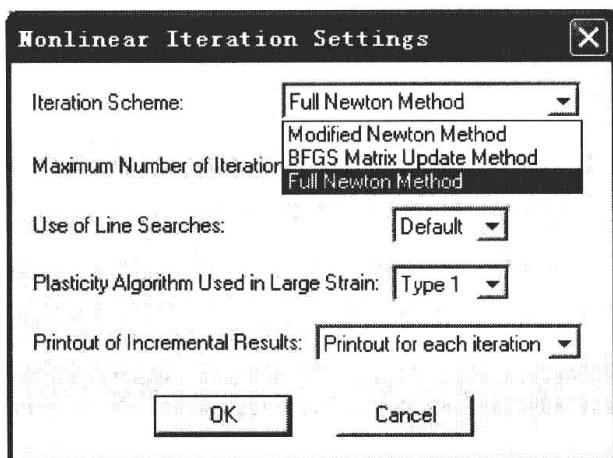 Nonlinear Iteration Settings
Iteration Scheme: Full Newton Method
Modified Newton Method
BFGS Matrix Update Method
Maximum Number of Iteration Full Newton Method
Use of Line Searches: Default
Plasticity Algorithm Used in Large Strain: Type 1
Printout of Incremental Results: Printout for each iteration
OK Cancel